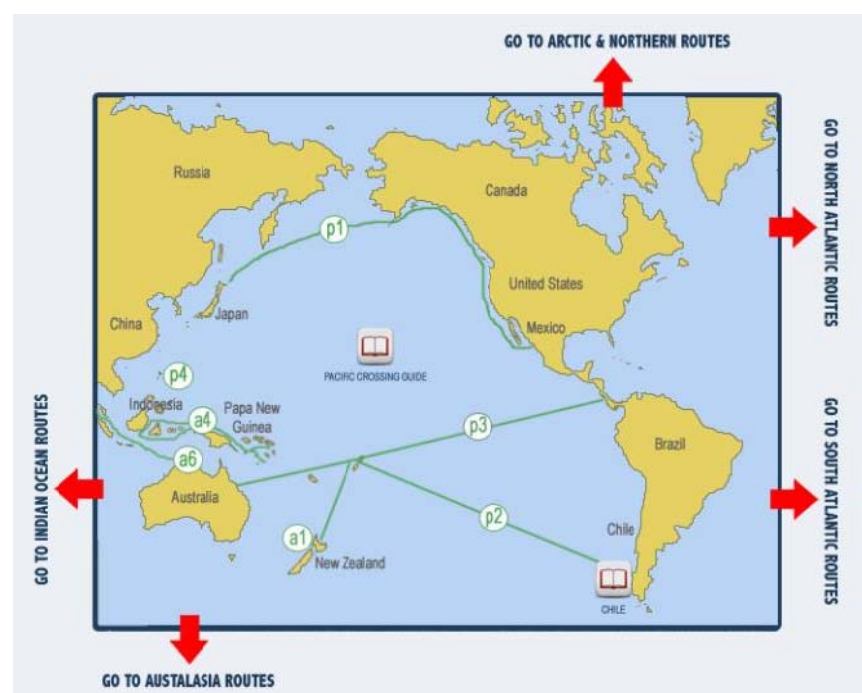 GO TO ARCTIC & NORTHERN ROUTES
Russia
Canada
GO TO NORTH ATLANTIC ROUTES
p1
United States
Japan
China
Mexico
PACIFIC CROSSING GUIDE
p4
Indonesia
a4
Papa New
Guinea
p3
Brazil
a6
GO TO INDIAN OCEAN ROUTES
Australia
GO TO SOUTH ATLANTIC ROUTES
p2
Chile
a1
New Zealand
CHILE
GO TO AUSTALASIA ROUTES